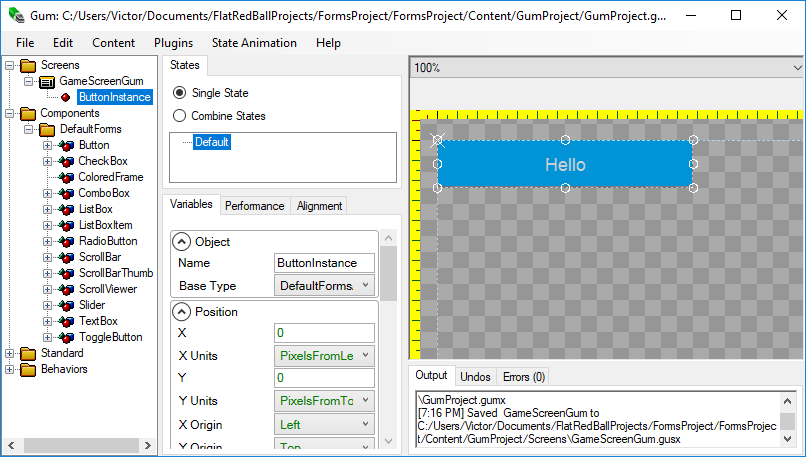 Gum: C:/Users/Victor/Documents/FlatRedBallProjects/FormsProject/FormsProject/Content/GumProject/GumProject.g...
File Edit Content Plugins State Animation Help
Screens
GameScreenGum
ButtonInstance
Components
DefaultForms
Button
CheckBox
ColoredFrame
ComboBox
ListBox
ListBoxItem
RadioButton
ScrollBar
ScrollBarThumb
ScrollViewer
Slider
TextBox
ToggleButton
Standard
Behaviors
States
Single State
Combine States
Default
Variables Performance Alignment
Object
Name ButtonInstance
Base Type DefaultForms
Position
X 0
X Units PixelsFromLe
Y 0
Y Units PixelsFromTo
X Origin Left
Y Origin Top
100%
Hello
Output Undos Errors (0)
\GumProject.gumx
[7:16 PM] Saved GameScreenGum to
C:/Users/Victor/Documents/FlatRedBallProjects/FormsProject/FormsProjec
t/Content/GumProject/Screens\GameScreenGum.gusx